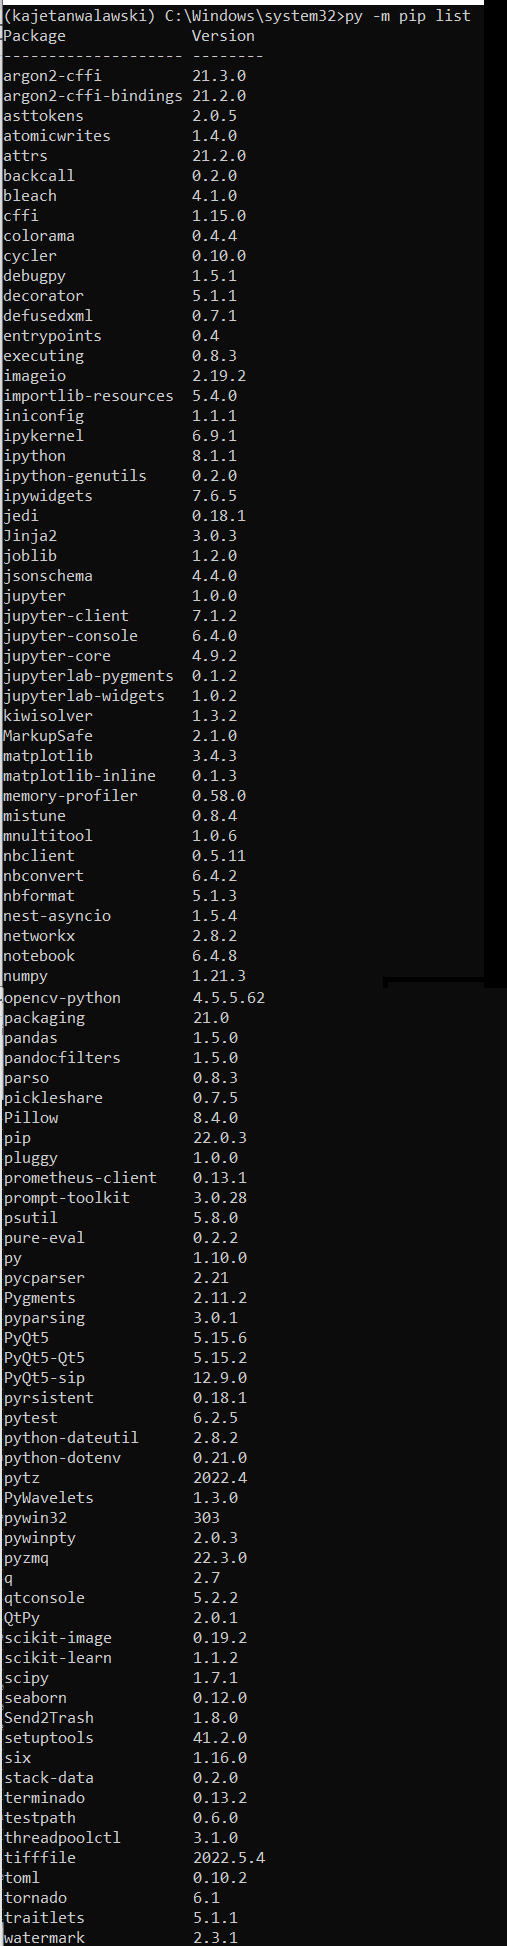 (kajetanwalawski) C:\Windows\system32>py -m pip list
Package Version
-------------------- --------
argon2-cffi 21.3.0
argon2-cffi-bindings 21.2.0
asttokens 2.0.5
atomicwrites 1.4.0
attrs 21.2.0
backcall 0.2.0
bleach 4.1.0
cffi 1.15.0
colorama 0.4.4
cycler 0.10.0
debugpy 1.5.1
decorator 5.1.1
defusedxml 0.7.1
entrypoints 0.4
executing 0.8.3
imageio 2.19.2
importlib-resources 5.4.0
iniconfig 1.1.1
ipykernel 6.9.1
ipython 8.1.1
ipython-genutils 0.2.0
ipywidgets 7.6.5
jedi 0.18.1
Jinja2 3.0.3
joblib 1.2.0
jsonschema 4.4.0
jupyter 1.0.0
jupyter-client 7.1.2
jupyter-console 6.4.0
jupyter-core 4.9.2
jupyterlab-pygments 0.1.2
jupyterlab-widgets 1.0.2
kiwisolver 1.3.2
MarkupSafe 2.1.0
matplotlib 3.4.3
matplotlib-inline 0.1.3
memory-profiler 0.58.0
mistune 0.8.4
mnultitool 1.0.6
nbclient 0.5.11
nbconvert 6.4.2
nbformat 5.1.3
nest-asyncio 1.5.4
networkx 2.8.2
notebook 6.4.8
numpy 1.21.3
opencv-python 4.5.5.62
packaging 21.0
pandas 1.5.0
pandocfilters 1.5.0
parso 0.8.3
pickleshare 0.7.5
Pillow 8.4.0
pip 22.0.3
pluggy 1.0.0
prometheus-client 0.13.1
prompt-toolkit 3.0.28
psutil 5.8.0
pure-eval 0.2.2
py 1.10.0
pycparser 2.21
Pygments 2.11.2
pyparsing 3.0.1
PyQt5 5.15.6
PyQt5-Qt5 5.15.2
PyQt5-sip 12.9.0
pyrsistent 0.18.1
pytest 6.2.5
python-dateutil 2.8.2
python-dotenv 0.21.0
pytz 2022.4
PyWavelets 1.3.0
pywin32 303
pywinpty 2.0.3
pyzmq 22.3.0
q 2.7
qtconsole 5.2.2
QtPy 2.0.1
scikit-image 0.19.2
scikit-learn 1.1.2
scipy 1.7.1
seaborn 0.12.0
Send2Trash 1.8.0
setuptools 41.2.0
six 1.16.0
stack-data 0.2.0
terminado 0.13.2
testpath 0.6.0
threadpoolctl 3.1.0
tifffile 2022.5.4
toml 0.10.2
tornado 6.1
traitlets 5.1.1
watermark 2.3.1